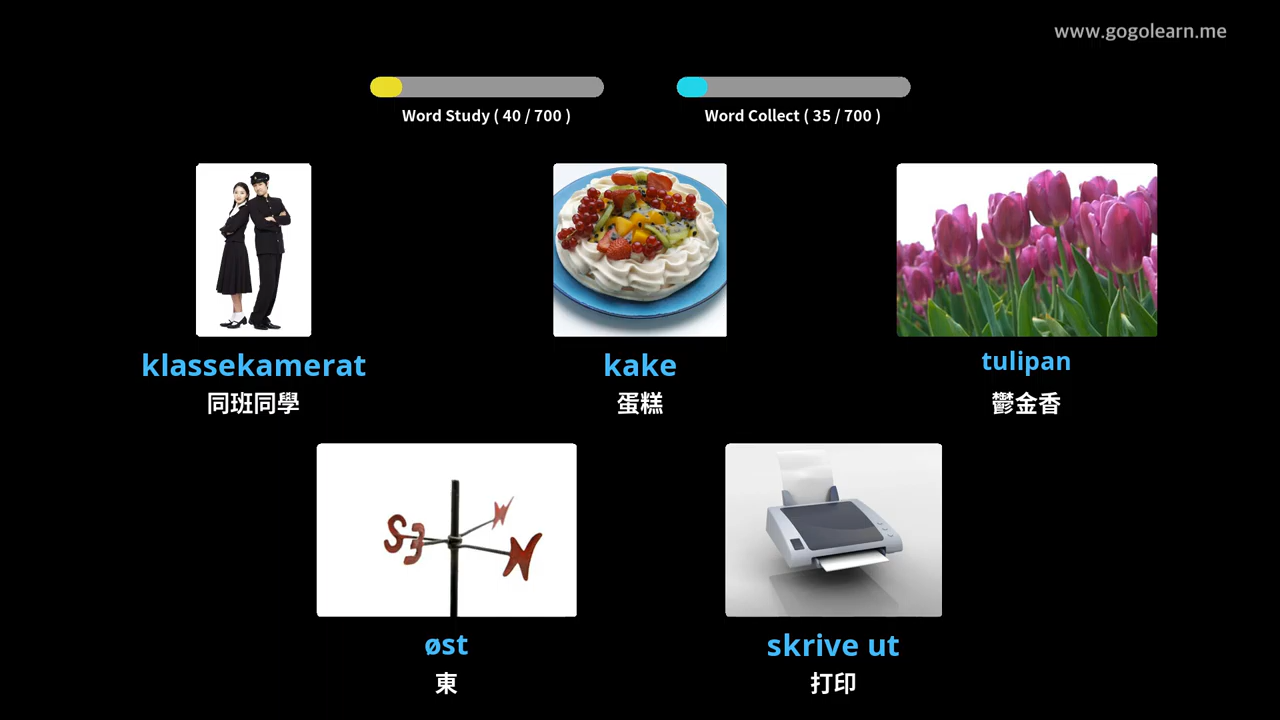 www.gogolearn.me
Word Study ( 40 / 700 )
Word Collect ( 35 / 700 )
klassekamerat
同班同學
kake
蛋糕
tulipan
鬱金香
S E N
øst
東
skrive ut
打印